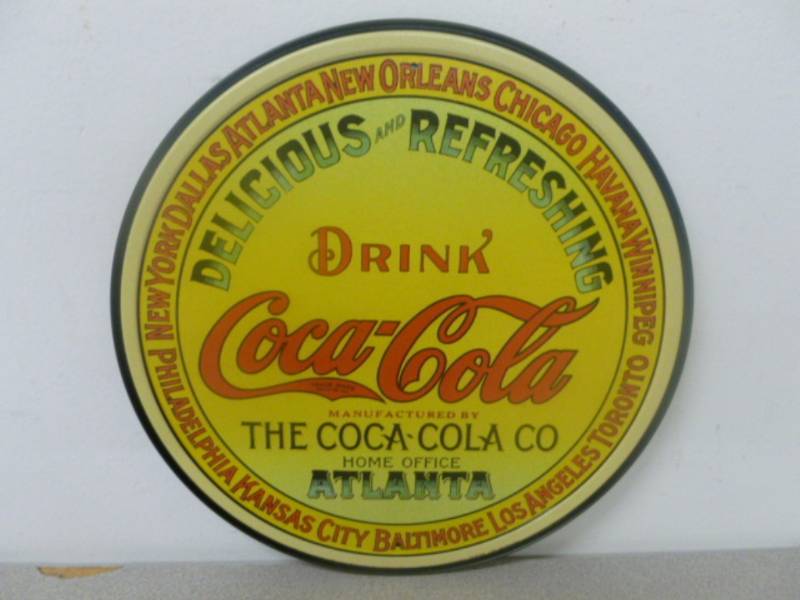 NEW YORK DALLAS ATLANTA NEW ORLEANS CHICAGO HAVANA WINNIPEG TORONTO LOS ANGELES BALTIMORE KANSAS CITY PHILADELPHIA
DELICIOUS AND REFRESHING
DRINK
Coca-Cola
MANUFACTURED BY
THE COCA-COLA CO
HOME OFFICE
ATLANTA